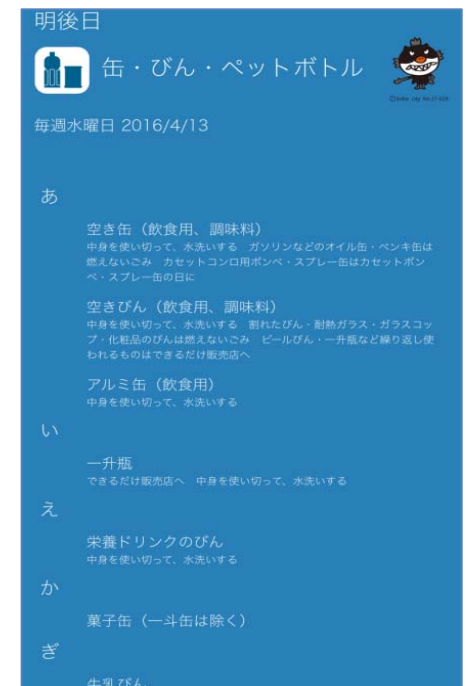 明後日
缶・びん・ペットボトル
毎週水曜日 2016/4/13
あ
空き缶（飲食用、調味料）
中身を使い切って、水洗いする　ガソリンなどのオイル缶・ペンキ缶は
燃えないごみ　カセットコンロ用ボンベ・スプレー缶はカセットボン
ベ・スプレー缶の日に
空きびん（飲食用、調味料）
中身を使い切って、水洗いする　割れたびん・耐熱ガラス・ガラスコッ
プ・化粧品のびんは燃えないごみ　ビールびん・一升瓶など繰り返し使
われるものはできるだけ販売店へ
アルミ缶（飲食用）
中身を使い切って、水洗いする
い
一升瓶
できるだけ販売店へ　中身を使い切って、水洗いする
え
栄養ドリンクのびん
中身を使い切って、水洗いする
か
菓子缶（一斗缶は除く）
ぎ
牛乳びん